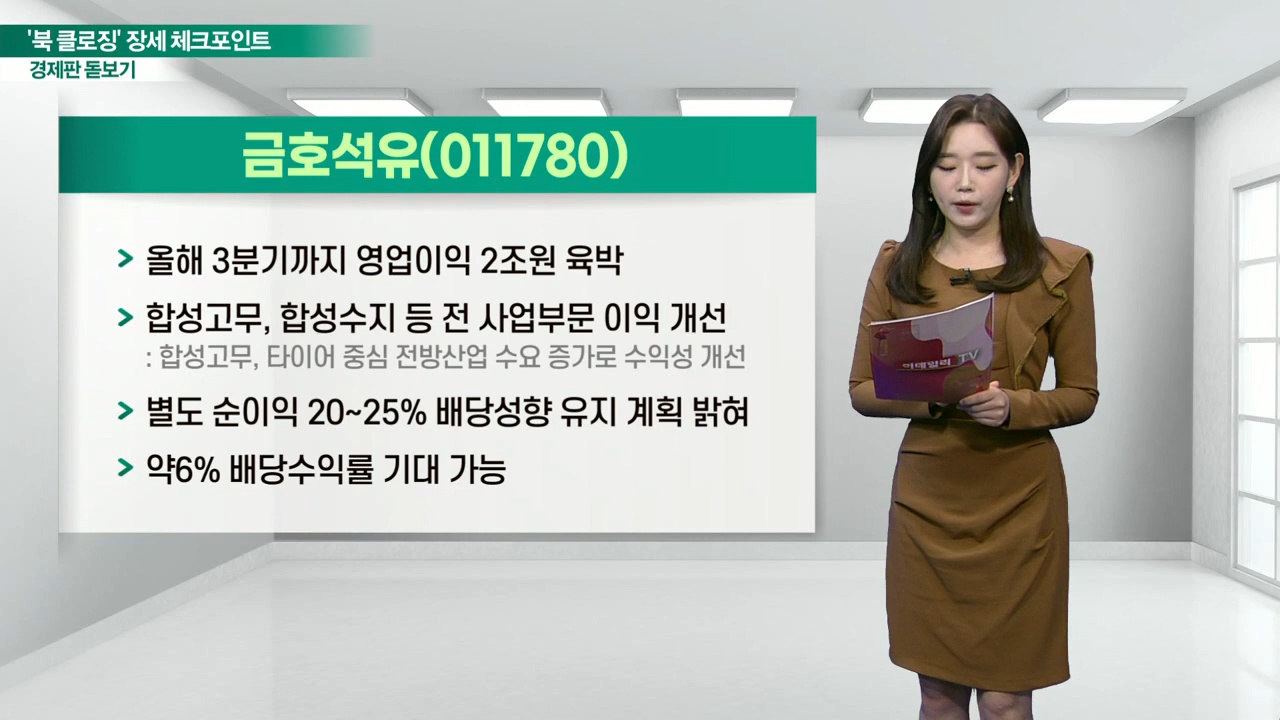 '북 클로징' 장세 체크포인트
경제판 돋보기
금호석유(011780)
> 올해 3분기까지 영업이익 2조원 육박
> 합성고무, 합성수지 등 전 사업부문 이익 개선
: 합성고무, 타이어 중심 전방산업 수요 증가로 수익성 개선
> 별도 순이익 20~25% 배당성향 유지 계획 밝혀
> 약6% 배당수익률 기대 가능
이데일리 TV